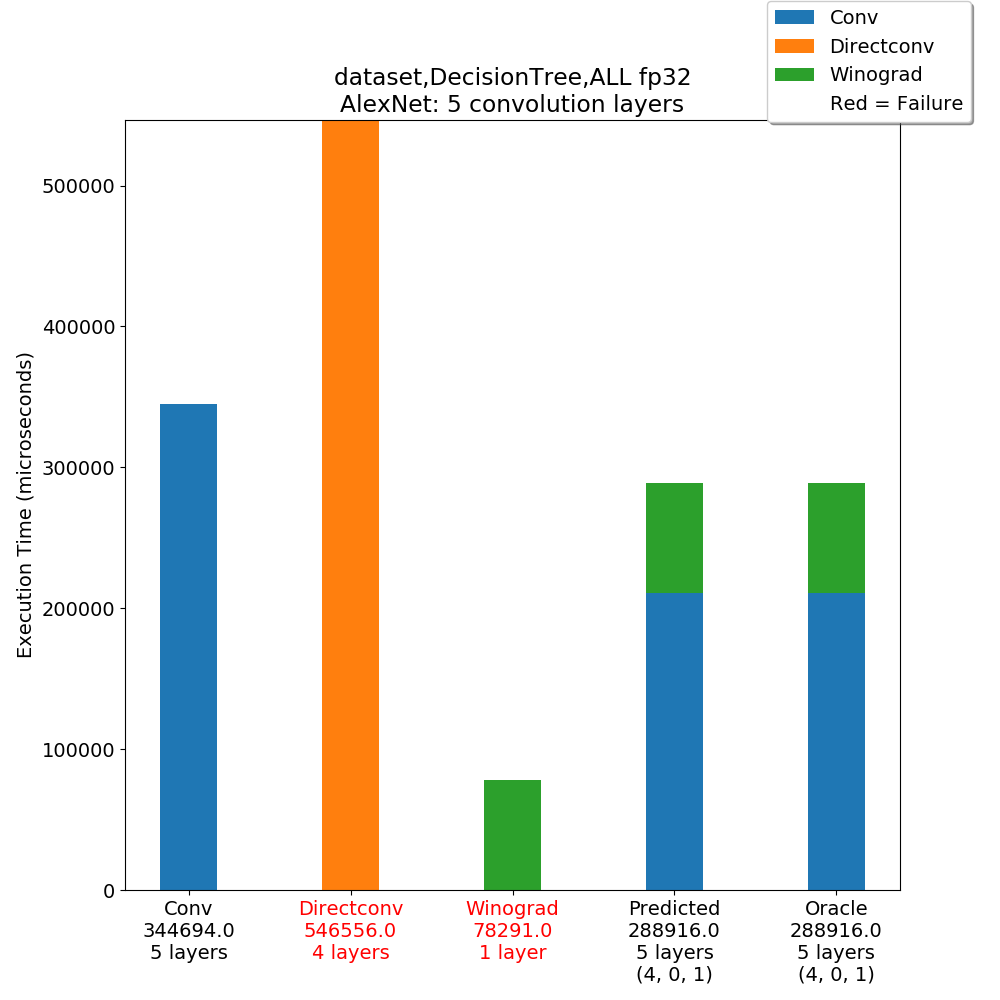 Conv
Directconv
Winograd
Red = Failure
dataset,DecisionTree,ALL fp32
AlexNet: 5 convolution layers
Execution Time (microseconds)
500000
400000
300000
200000
100000
0
Conv
344694.0
5 layers
Directconv
546556.0
4 layers
Winograd
78291.0
1 layer
Predicted
288916.0
5 layers
(4, 0, 1)
Oracle
288916.0
5 layers
(4, 0, 1)